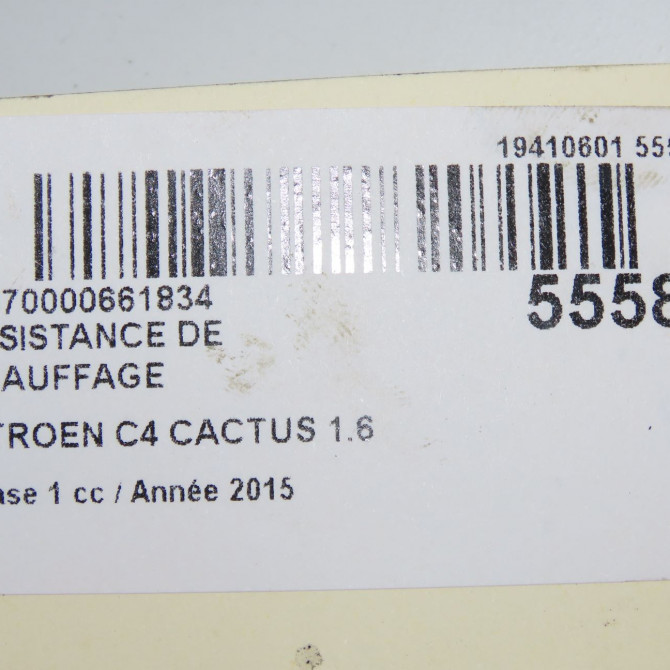 19410601 555
70000661834
5558
SISTANCE DE
AUFFAGE
TROEN C4 CACTUS 1.6
ase 1 cc / Année 2015